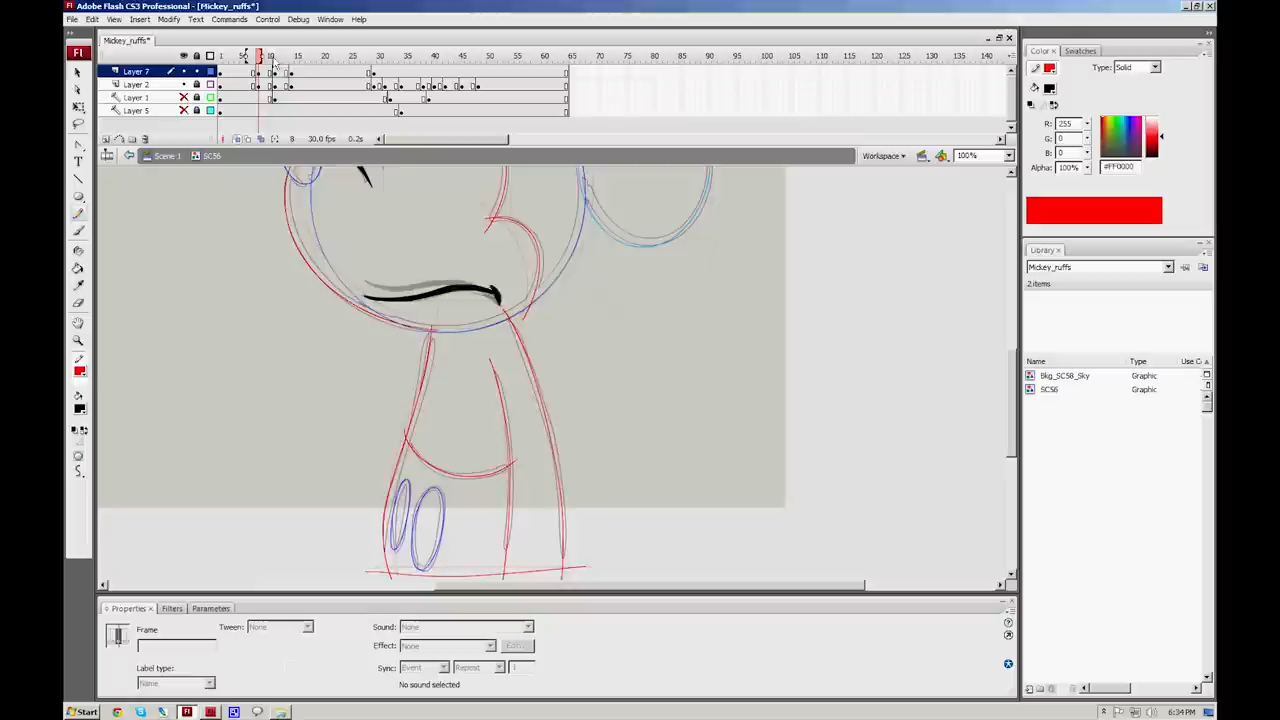 Adobe Flash CS3 Professional - [Mickey_ruffs*]
File Edit View Insert Modify Text Commands Control Debug Window Help
Mickey_ruffs*
1 5 10 15 20 25 30 35 40 45 50 55 60 65 70 75 80 85 90 95 100 105 110 115 120 125 130 135 140
Layer 7
Layer 2
Layer 1
Layer 5
8 30.0 fps 0.2s
Scene 1 SC56 Workspace 100%
Properties Filters Parameters
Frame Tween: None Sound: None
Effect: None Edit...
Label type: Sync: Event Repeat 1
Name No sound selected
Color Swatches
Type: Solid
R: 255
G: 0
B: 0
Alpha: 100% #FF0000
Library
Mickey_ruffs
2 items
Name Type Use C
Bkg_SC58_Sky Graphic
SC56 Graphic
Start 6:34 PM